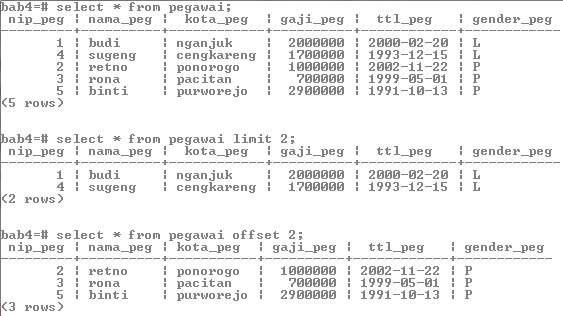 bab4=# select * from pegawai;
 nip_peg ¦ nama_peg ¦  kota_peg  ¦ gaji_peg ¦  ttl_peg   ¦ gender_peg
       1 ¦ budi     ¦ nganjuk    ¦  2000000 ¦ 2000-02-20 ¦ L
       4 ¦ sugeng   ¦ cengkareng ¦  1700000 ¦ 1993-12-15 ¦ L
       2 ¦ retno    ¦ ponorogo   ¦  1000000 ¦ 2002-11-22 ¦ P
       3 ¦ rona     ¦ pacitan    ¦   700000 ¦ 1999-05-01 ¦ P
       5 ¦ binti    ¦ purworejo  ¦  2900000 ¦ 1991-10-13 ¦ P
(5 rows)
bab4=# select * from pegawai limit 2;
 nip_peg ¦ nama_peg ¦  kota_peg  ¦ gaji_peg ¦  ttl_peg   ¦ gender_peg
       1 ¦ budi     ¦ nganjuk    ¦  2000000 ¦ 2000-02-20 ¦ L
       4 ¦ sugeng   ¦ cengkareng ¦  1700000 ¦ 1993-12-15 ¦ L
(2 rows)
bab4=# select * from pegawai offset 2;
 nip_peg ¦ nama_peg ¦ kota_peg  ¦ gaji_peg ¦  ttl_peg   ¦ gender_peg
       2 ¦ retno    ¦ ponorogo  ¦  1000000 ¦ 2002-11-22 ¦ P
       3 ¦ rona     ¦ pacitan   ¦   700000 ¦ 1999-05-01 ¦ P
       5 ¦ binti    ¦ purworejo ¦  2900000 ¦ 1991-10-13 ¦ P
(3 rows)